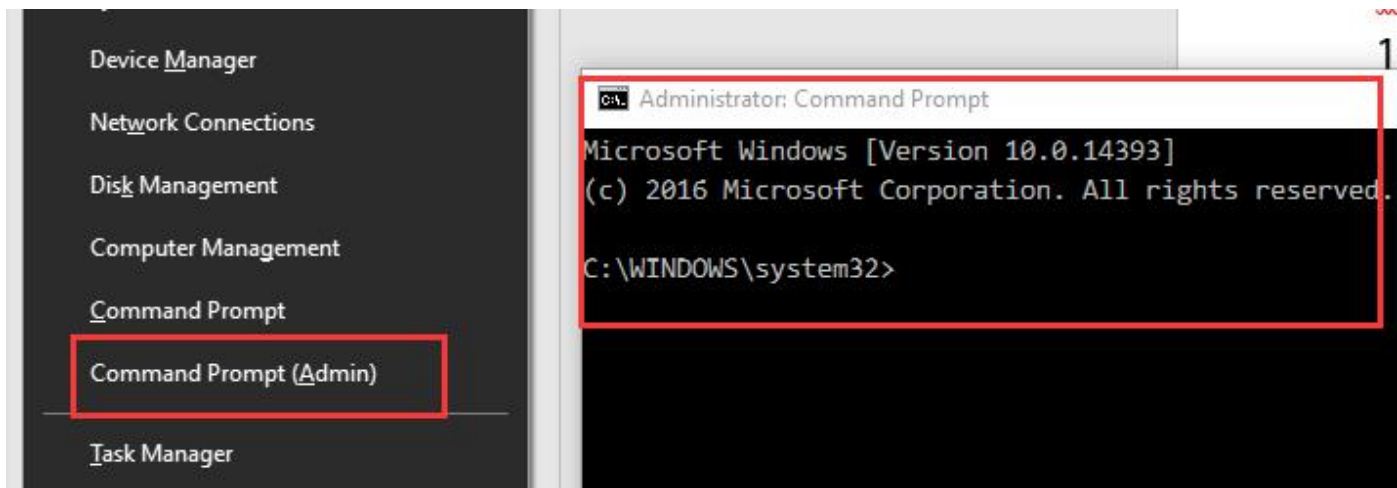 Device Manager
Network Connections
Disk Management
Computer Management
Command Prompt
Command Prompt (Admin)
Task Manager
1
Administrator: Command Prompt
Microsoft Windows [Version 10.0.14393]
(c) 2016 Microsoft Corporation. All rights reserved.
C:\WINDOWS\system32>